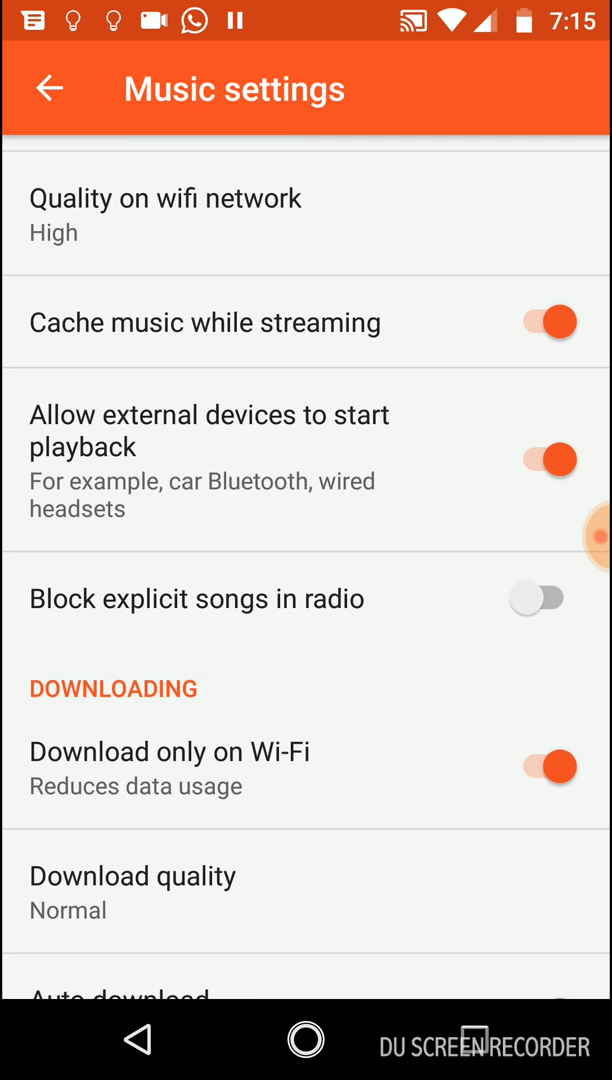 7:15
Music settings
Quality on wifi network
High
Cache music while streaming
Allow external devices to start
playback
For example, car Bluetooth, wired
headsets
Block explicit songs in radio
DOWNLOADING
Download only on Wi-Fi
Reduces data usage
Download quality
Normal
Auto download
DU SCREEN RECORDER